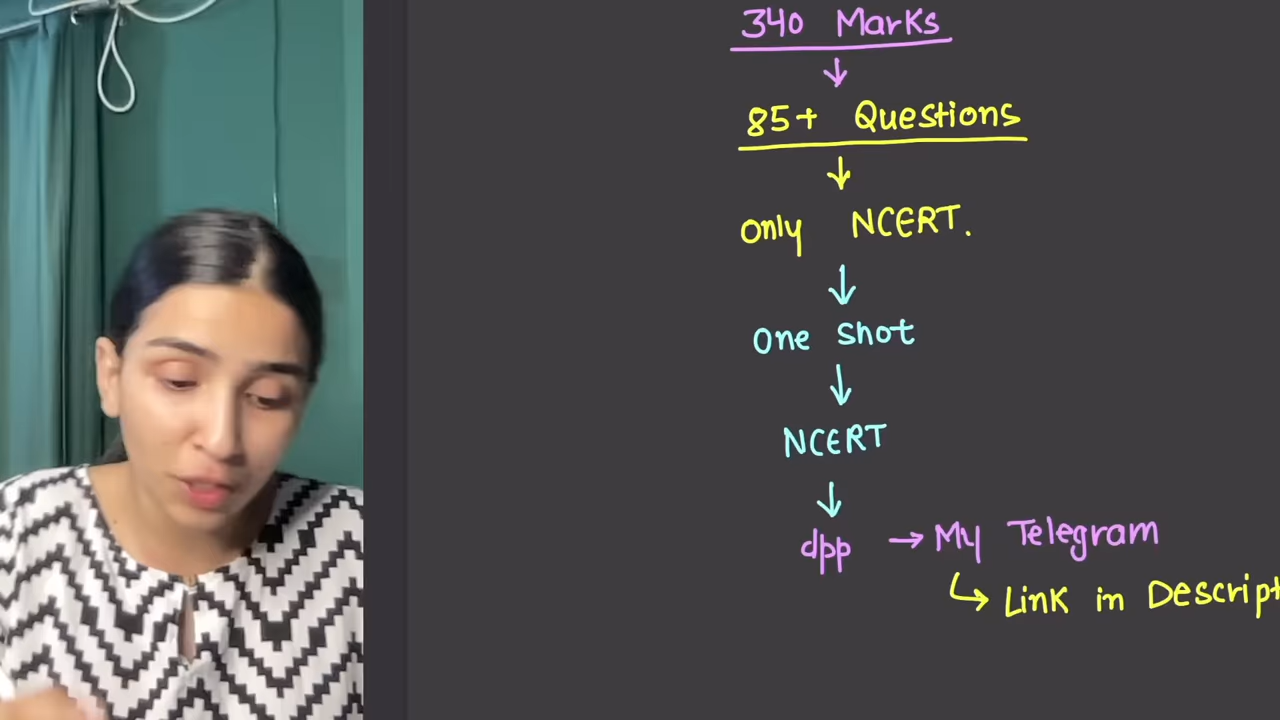 340 Marks
↓
85+ Questions
↓
only NCERT.
↓
One Shot
↓
NCERT
↓
dpp → My Telegram
↳ Link in Descript